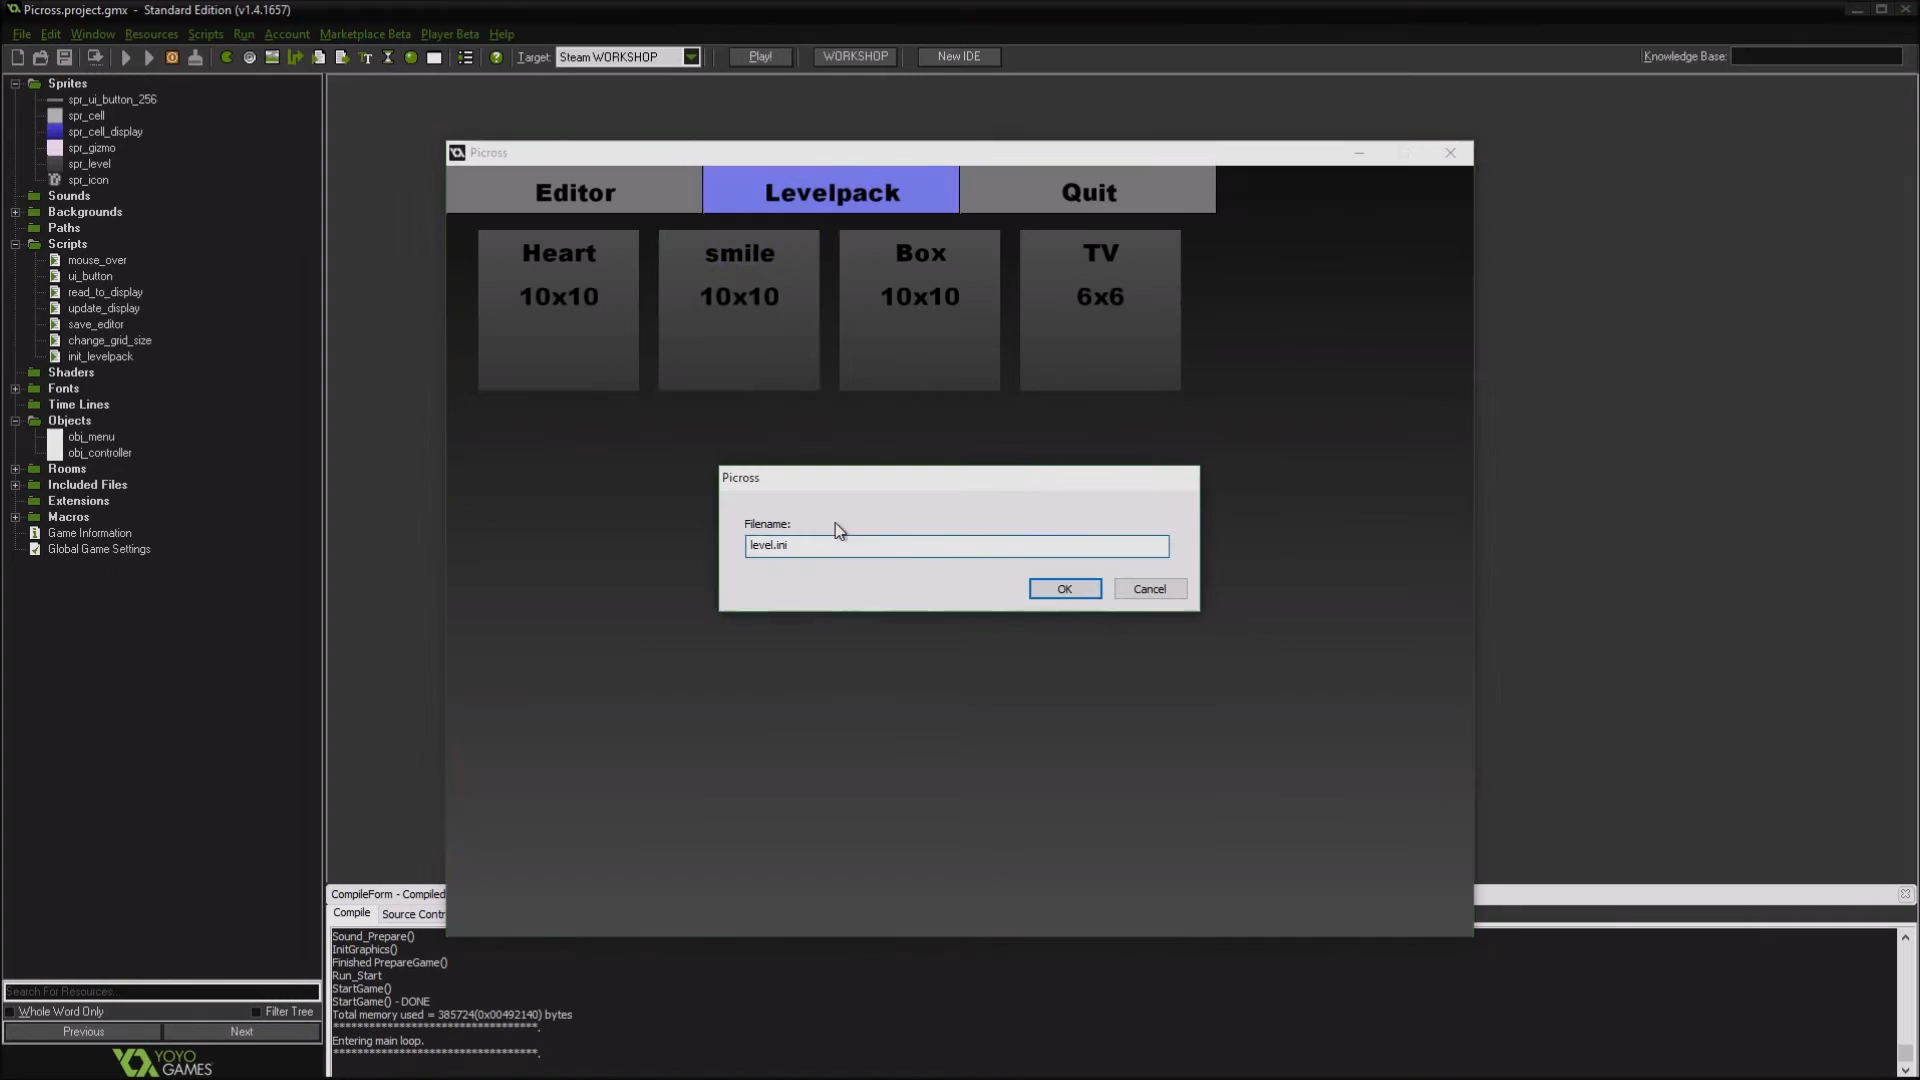 Picross.project.gmx - Standard Edition (v1.4.1657)
File Edit Window Resources Scripts Run Account Marketplace Beta Player Beta Help
Target: Steam WORKSHOP Play! WORKSHOP New IDE Knowledge Base:
Sprites
spr_ui_button_256
spr_cell
spr_cell_display
spr_gizmo
spr_level
spr_icon
Sounds
Backgrounds
Paths
Scripts
mouse_over
ui_button
read_to_display
update_display
save_editor
change_grid_size
init_levelpack
Shaders
Fonts
Time Lines
Objects
obj_menu
obj_controller
Rooms
Included Files
Extensions
Macros
Game Information
Global Game Settings
Search For Resources...
Whole Word Only Filter Tree
Previous Next
YOYO
GAMES
Picross
Editor Levelpack Quit
Heart smile Box TV
10x10 10x10 10x10 6x6
Picross
Filename:
level.ini
OK Cancel
CompileForm - Compiled
Compile Source Contr
Sound_Prepare()
InitGraphics()
Finished PrepareGame()
Run_Start
StartGame()
StartGame() - DONE
Total memory used = 385724(0x00492140) bytes
**********************************.
Entering main loop.
**********************************.